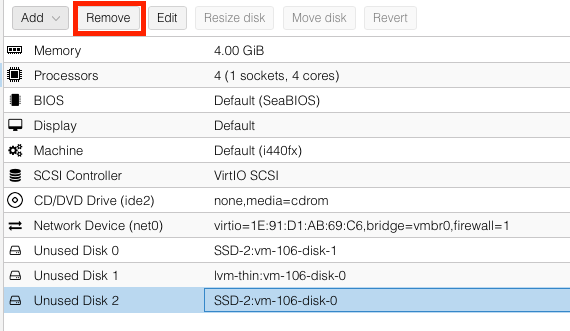 Add Remove Edit Resize disk Move disk Revert
Memory 4.00 GiB
Processors 4 (1 sockets, 4 cores)
BIOS Default (SeaBIOS)
Display Default
Machine Default (i440fx)
SCSI Controller VirtIO SCSI
CD/DVD Drive (ide2) none,media=cdrom
Network Device (net0) virtio=1E:91:D1:AB:69:C6,bridge=vmbr0,firewall=1
Unused Disk 0 SSD-2:vm-106-disk-1
Unused Disk 1 lvm-thin:vm-106-disk-0
Unused Disk 2 SSD-2:vm-106-disk-0